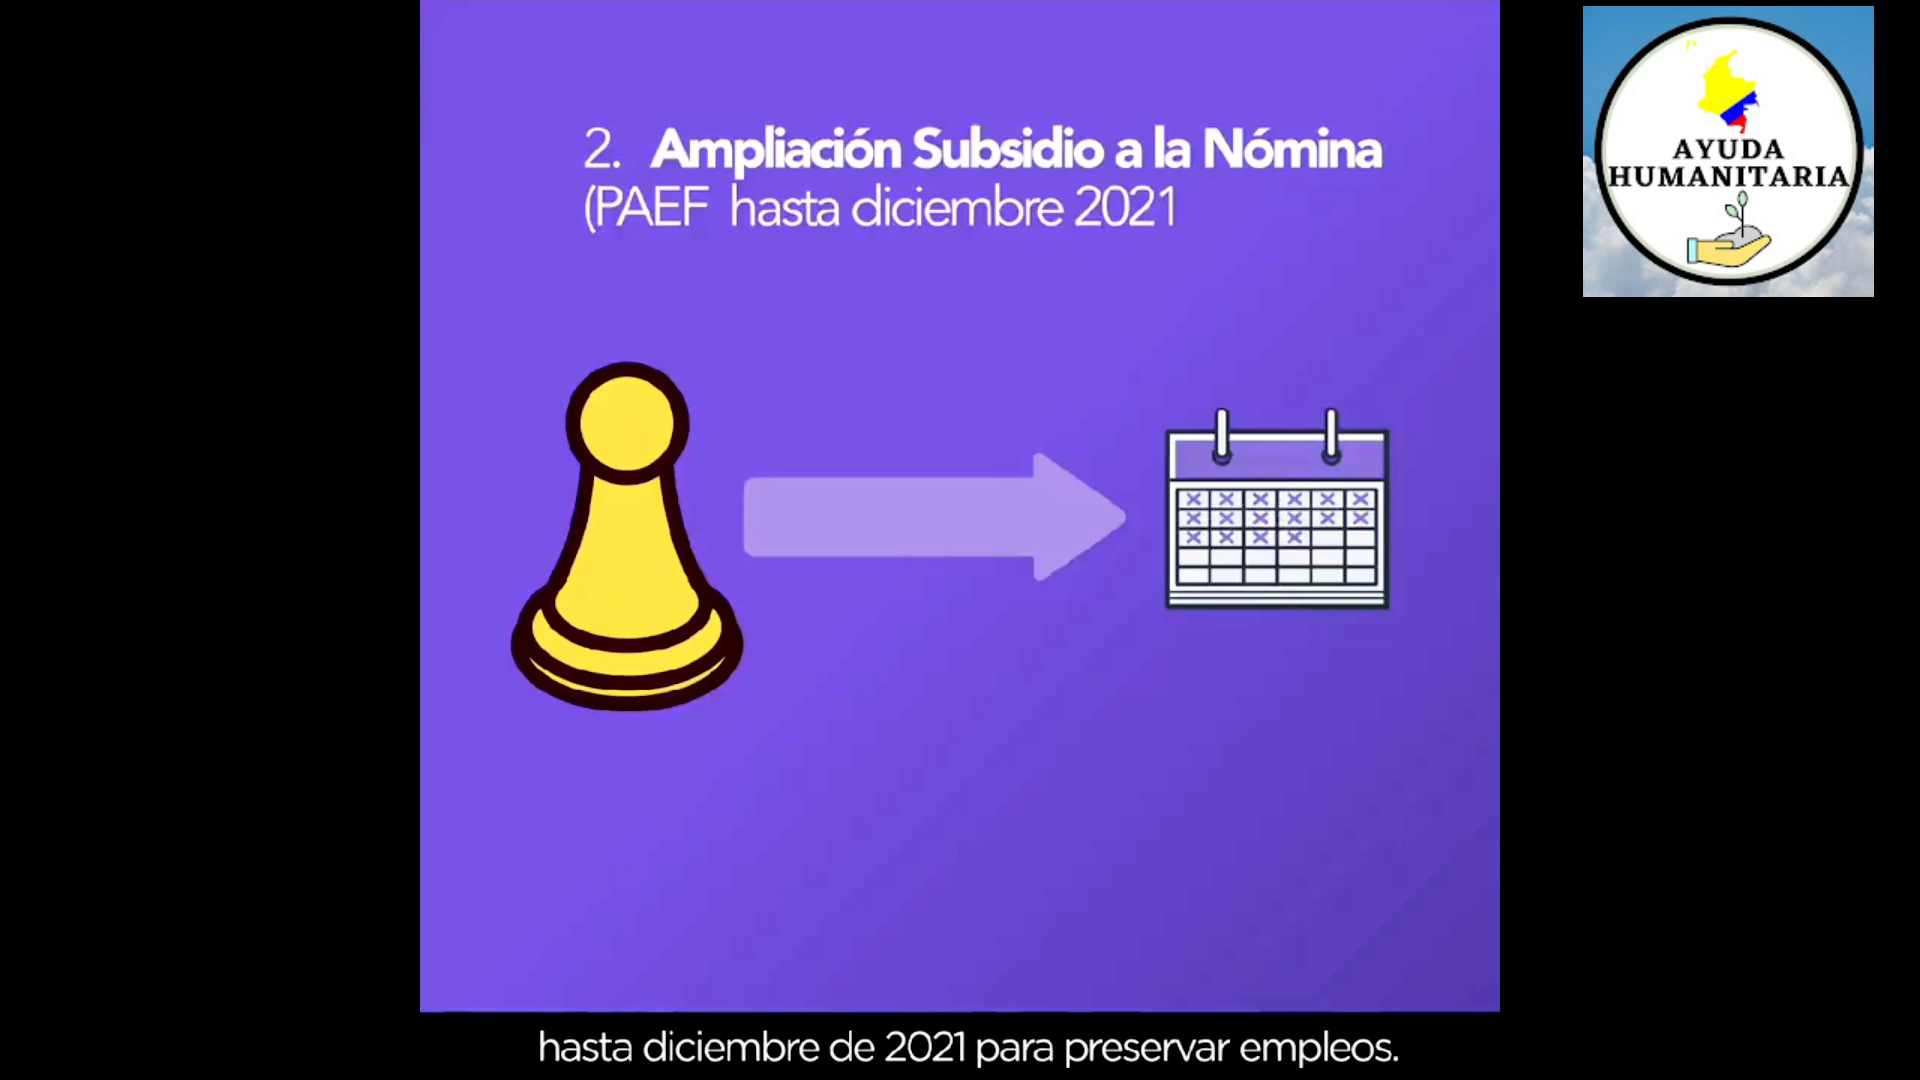 2. Ampliación Subsidio a la Nómina
(PAEF hasta diciembre 2021
AYUDA
HUMANITARIA
hasta diciembre de 2021 para preservar empleos.